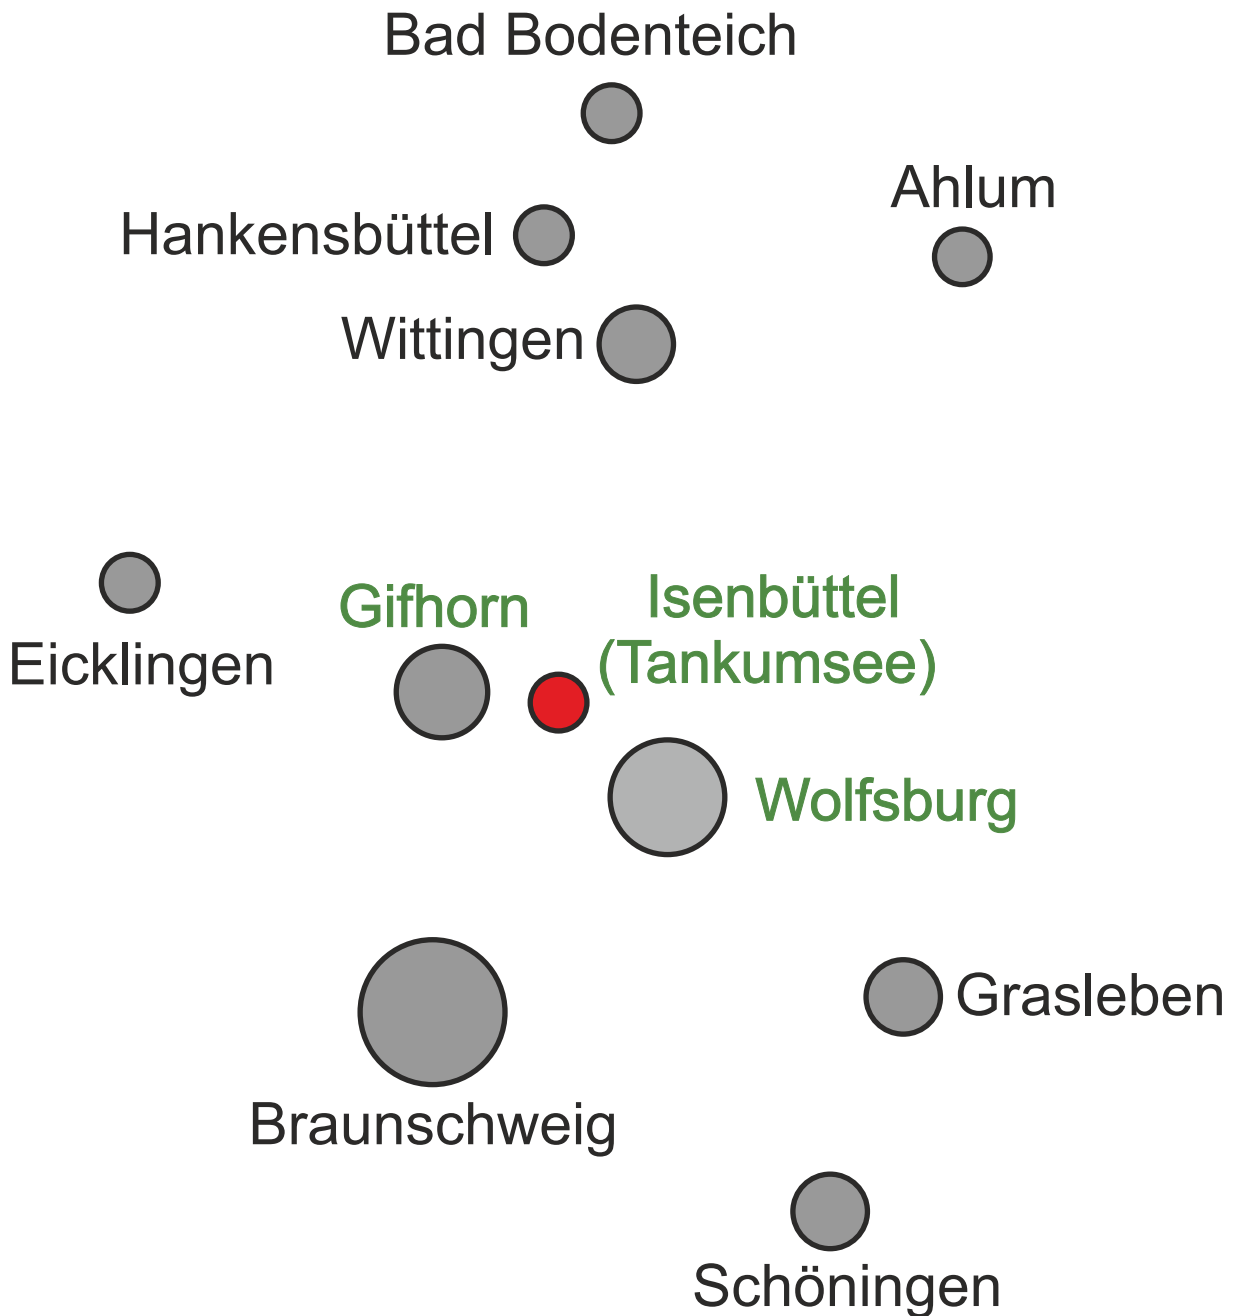 Bad Bodenteich
Ahlum
Hankensbüttel
Wittingen
Gifhorn
Isenbüttel
(Tankumsee)
Eicklingen
Wolfsburg
Grasleben
Braunschweig
Schöningen